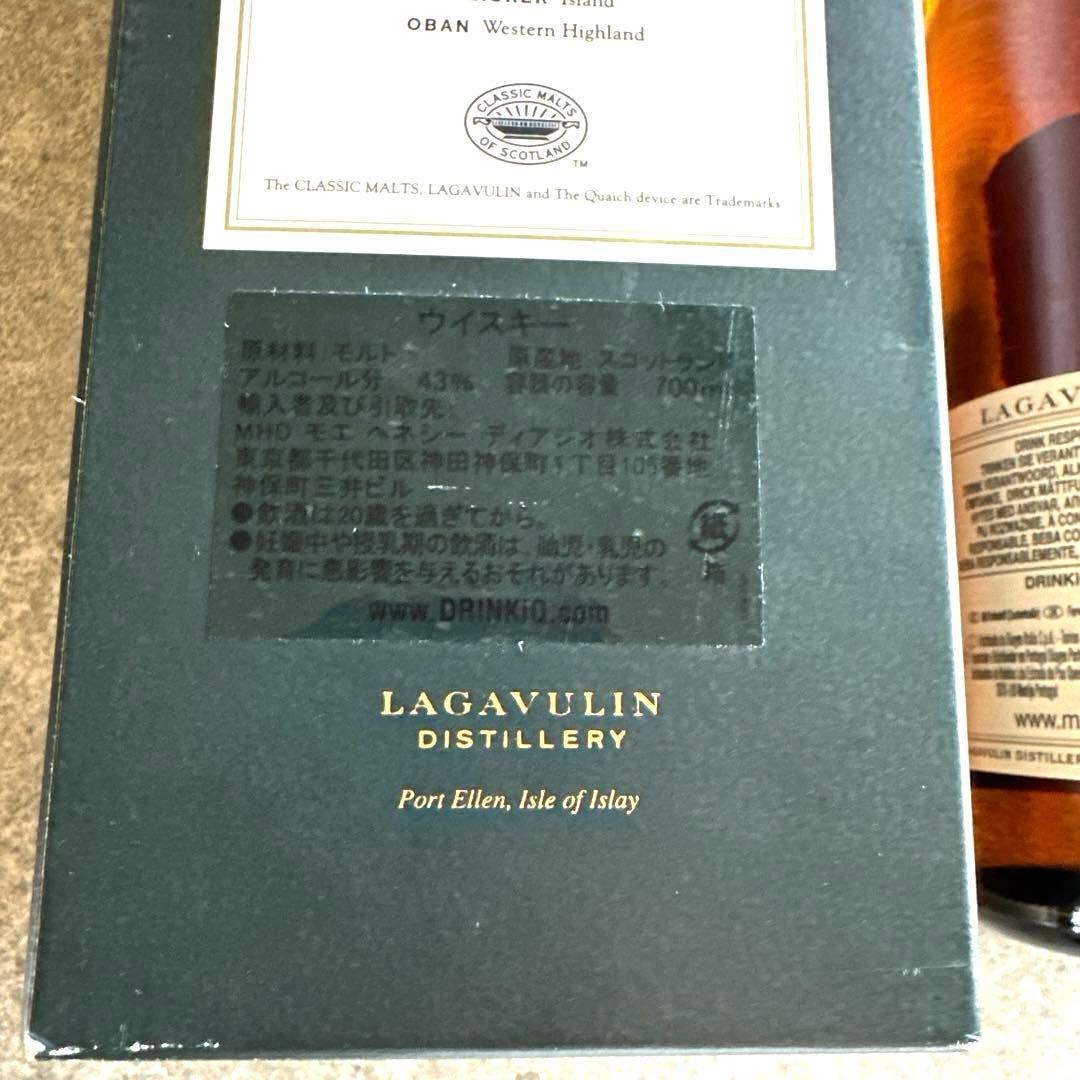 Island
OBAN Western Highland
CLASSIC MALTS
OF SCOTLAND
TM
The CLASSIC MALTS, LAGAVULIN and The Quaich device are Trademarks
ウイスキー
原材料 モルト 原産地 スコットランド
アルコール分 43% 容器の容量 700m
輸入者及び引取先:
MHD モエ ヘネシー ディアジオ株式会社
東京都千代田区神田神保町1丁目105番地
神保町三井ビル
●飲酒は20歳を過ぎてから。
●妊娠中や授乳期の飲酒は、胎児・乳児の
発育に悪影響を与えるおそれがあります。
紙
箱
www.DRINKiQ.com
LAGAVULIN
DISTILLERY
Port Ellen, Isle of Islay
LAGAV
DRINK RESP
DRINKi
www.m
DISTILLE